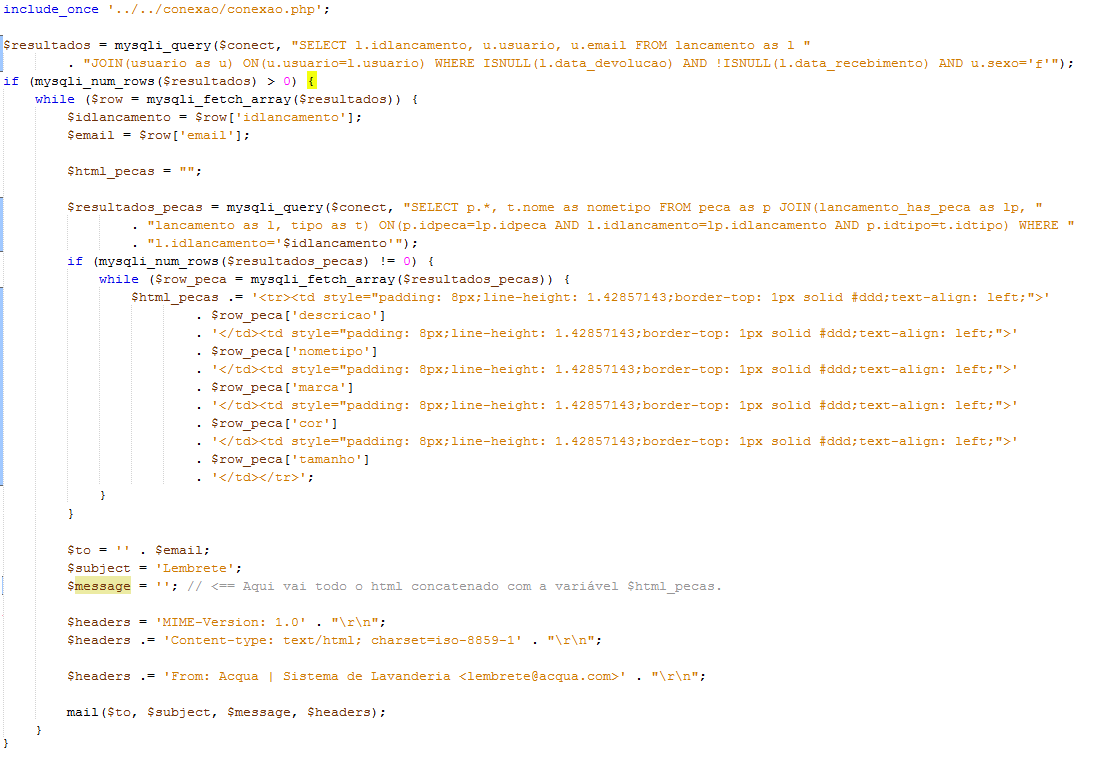 include_once '../../conexao/conexao.php';
$resultados = mysqli_query($conect, "SELECT l.idlancamento, u.usuario, u.email FROM lancamento as l "
. "JOIN(usuario as u) ON(u.usuario=l.usuario) WHERE ISNULL(l.data_devolucao) AND !ISNULL(l.data_recebimento) AND u.sexo='f'");
if (mysqli_num_rows($resultados) > 0) {
while ($row = mysqli_fetch_array($resultados)) {
$idlancamento = $row['idlancamento'];
$email = $row['email'];
$html_pecas = "";
$resultados_pecas = mysqli_query($conect, "SELECT p.*, t.nome as nometipo FROM peca as p JOIN(lancamento_has_peca as lp, "
. "lancamento as l, tipo as t) ON(p.idpeca=lp.idpeca AND l.idlancamento=lp.idlancamento AND p.idtipo=t.idtipo) WHERE "
. "l.idlancamento='$idlancamento'");
if (mysqli_num_rows($resultados_pecas) != 0) {
while ($row_peca = mysqli_fetch_array($resultados_pecas)) {
$html_pecas .= '<tr><td style="padding: 8px;line-height: 1.42857143;border-top: 1px solid #ddd;text-align: left;">'
. $row_peca['descricao']
. '</td><td style="padding: 8px;line-height: 1.42857143;border-top: 1px solid #ddd;text-align: left;">'
. $row_peca['nometipo']
. '</td><td style="padding: 8px;line-height: 1.42857143;border-top: 1px solid #ddd;text-align: left;">'
. $row_peca['marca']
. '</td><td style="padding: 8px;line-height: 1.42857143;border-top: 1px solid #ddd;text-align: left;">'
. $row_peca['cor']
. '</td><td style="padding: 8px;line-height: 1.42857143;border-top: 1px solid #ddd;text-align: left;">'
. $row_peca['tamanho']
. '</td></tr>';
}
}
$to = '' . $email;
$subject = 'Lembrete';
$message = ''; // <== Aqui vai todo o html concatenado com a variável $html_pecas.
$headers = 'MIME-Version: 1.0' . "\r\n";
$headers .= 'Content-type: text/html; charset=iso-8859-1' . "\r\n";
$headers .= 'From: Acqua | Sistema de Lavanderia <lembrete@acqua.com>' . "\r\n";
mail($to, $subject, $message, $headers);
}
}